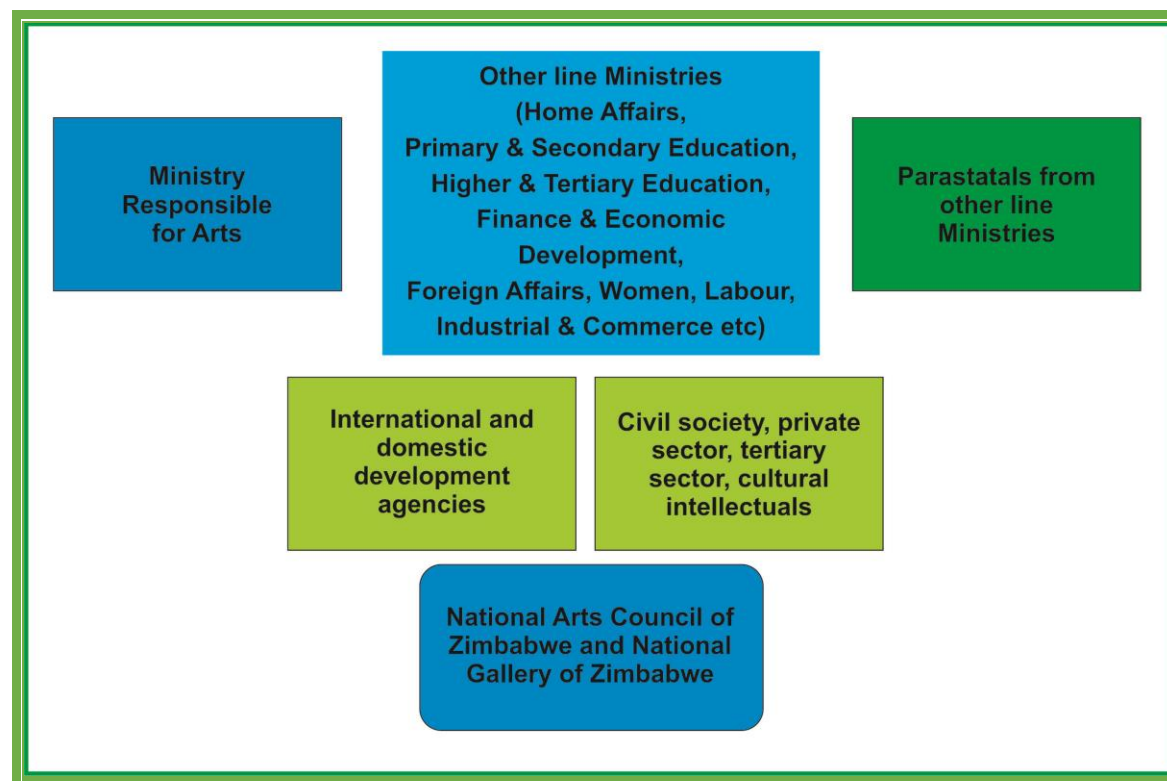 Other line Ministries
(Home Affairs,
Primary & Secondary Education,
Higher & Tertiary Education,
Finance & Economic
Development,
Foreign Affairs, Women, Labour,
Industrial & Commerce etc)
Ministry
Responsible
for Arts
Parastatals from
other line
Ministries
International and
domestic
development
agencies
Civil society, private
sector, tertiary
sector, cultural
intellectuals
National Arts Council of
Zimbabwe and National
Gallery of Zimbabwe